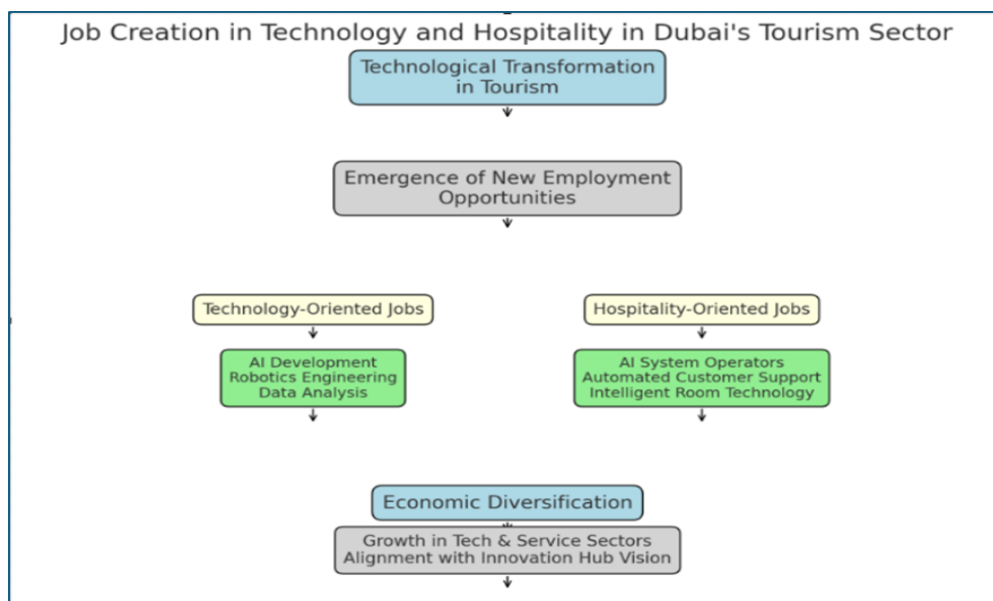 Job Creation in Technology and Hospitality in Dubai's Tourism Sector
Technological Transformation
in Tourism
Emergence of New Employment
Opportunities
Technology-Oriented Jobs
AI Development
Robotics Engineering
Data Analysis
Hospitality-Oriented Jobs
AI System Operators
Automated Customer Support
Intelligent Room Technology
Economic Diversification
Growth in Tech & Service Sectors
Alignment with Innovation Hub Vision